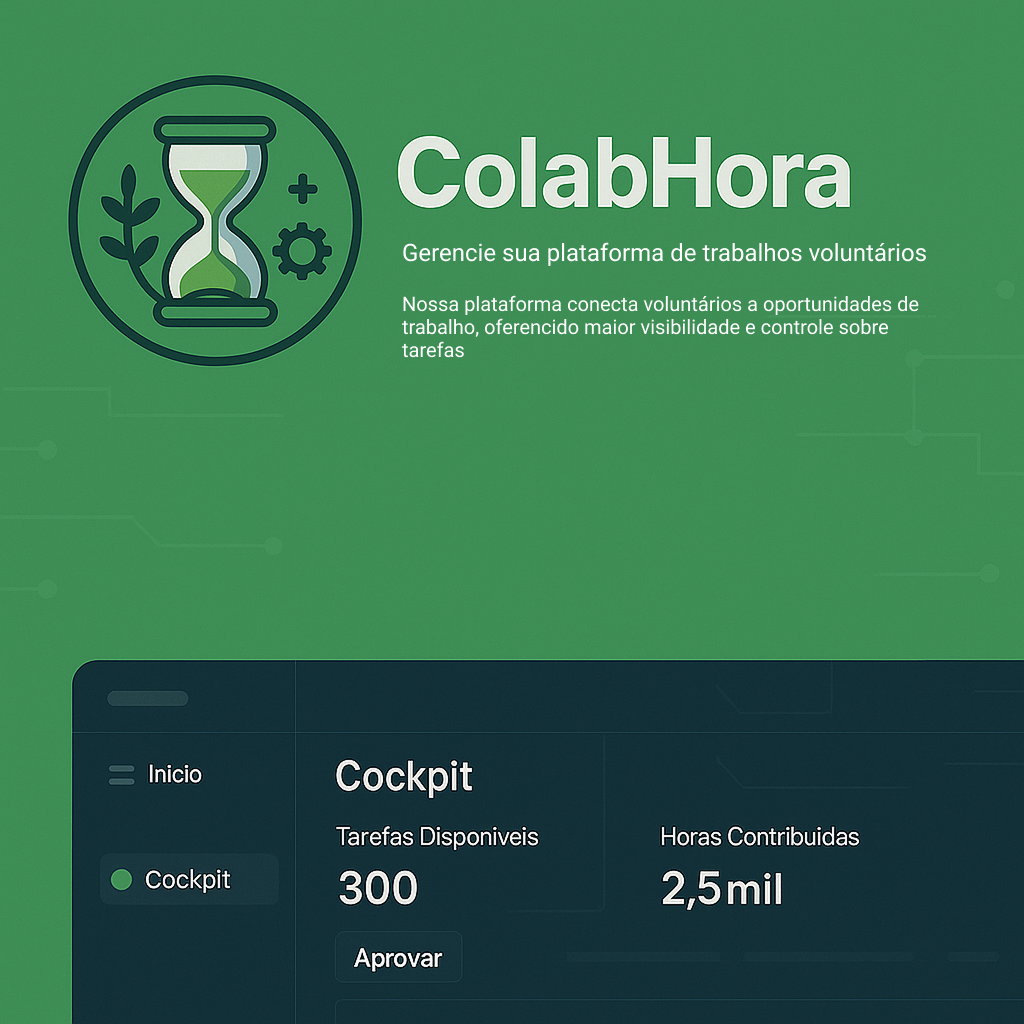 ColabHora
Gerencie sua plataforma de trabalhos voluntários
Nossa plataforma conecta voluntários a oportunidades de
trabalho, oferencido maior visibilidade e controle sobre
tarefas
Inicio
Cockpit
Cockpit
Tarefas Disponiveis
Horas Contribuidas
300
2,5 mil
Aprovar